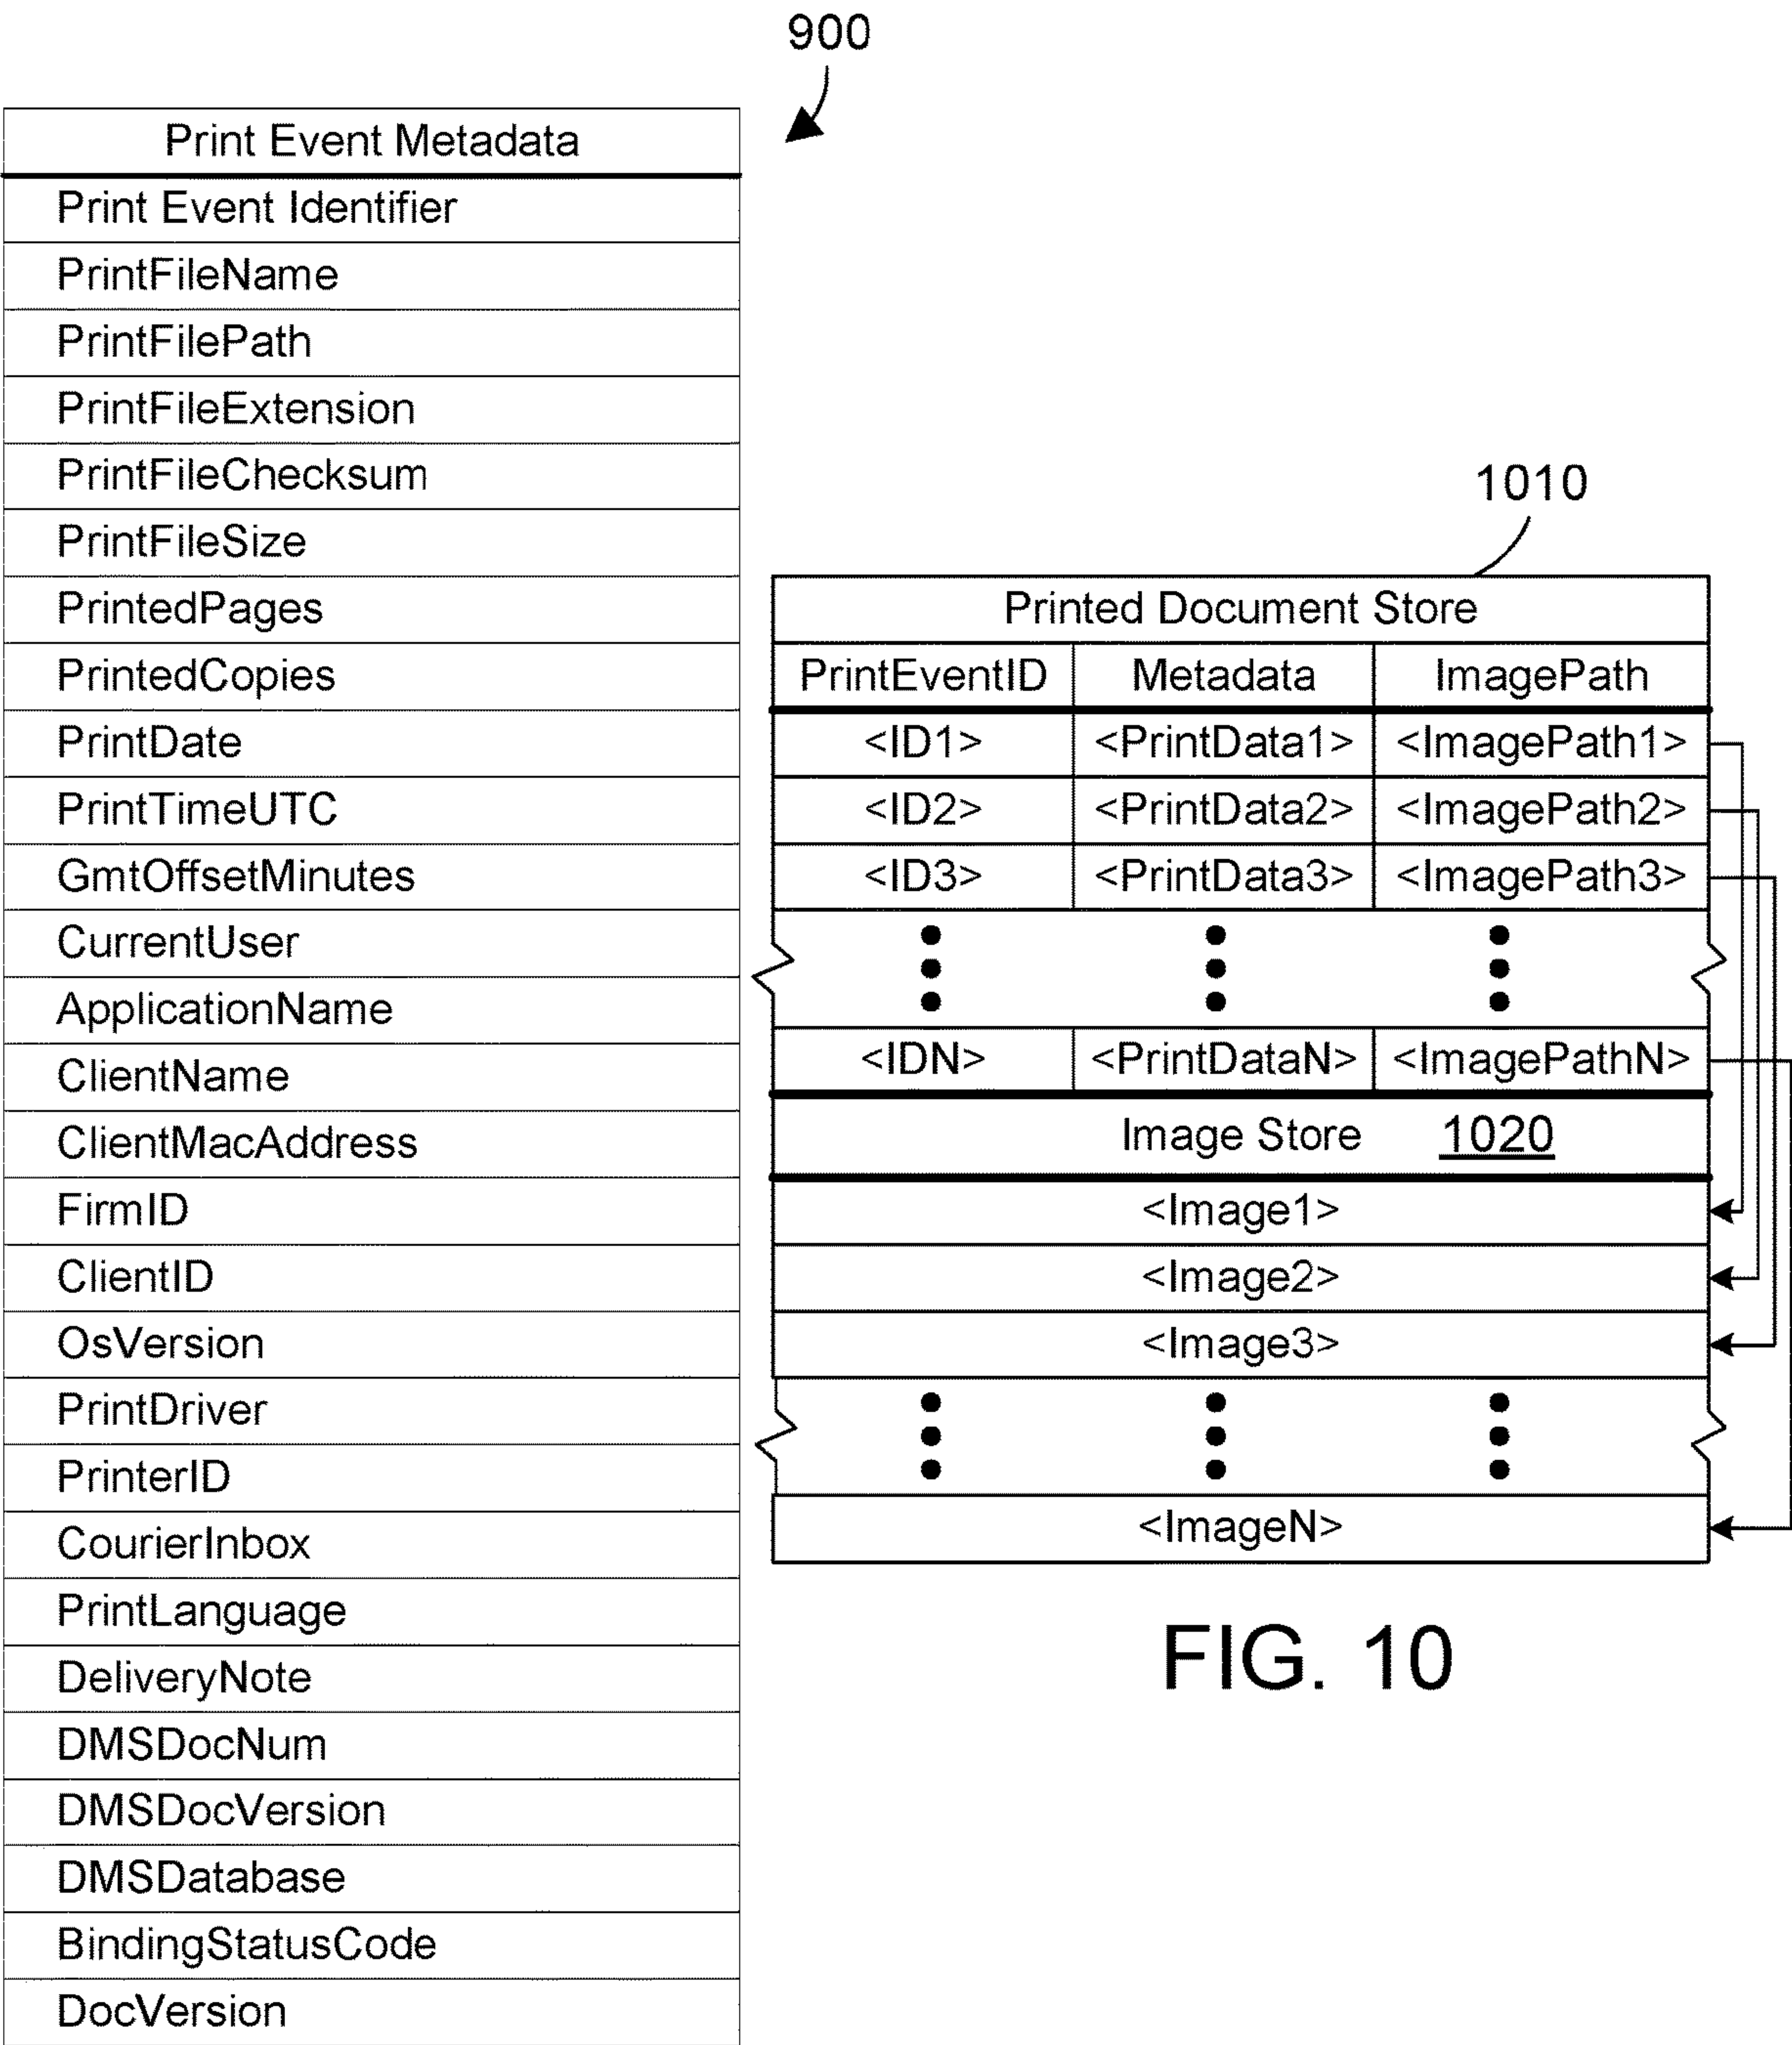 900
Print Event Metadata
Print Event Identifier
PrintFileName
PrintFilePath
PrintFileExtension
PrintFileChecksum
PrintFileSize
PrintedPages
PrintedCopies
PrintDate
PrintTimeUTC
GmtOffsetMinutes
CurrentUser
ApplicationName
ClientName
ClientMacAddress
FirmID
ClientID
OsVersion
PrintDriver
PrinterID
CourierInbox
PrintLanguage
DeliveryNote
DMSDocNum
DMSDocVersion
DMSDatabase
BindingStatusCode
DocVersion
1010
Printed Document Store
PrintEventID Metadata ImagePath
<ID1> <PrintData1> <ImagePath1>
<ID2> <PrintData2> <ImagePath2>
<ID3> <PrintData3> <ImagePath3>
<IDN> <PrintDataN> <ImagePathN>
Image Store 1020
<Image1>
<Image2>
<Image3>
<ImageN>
FIG. 10